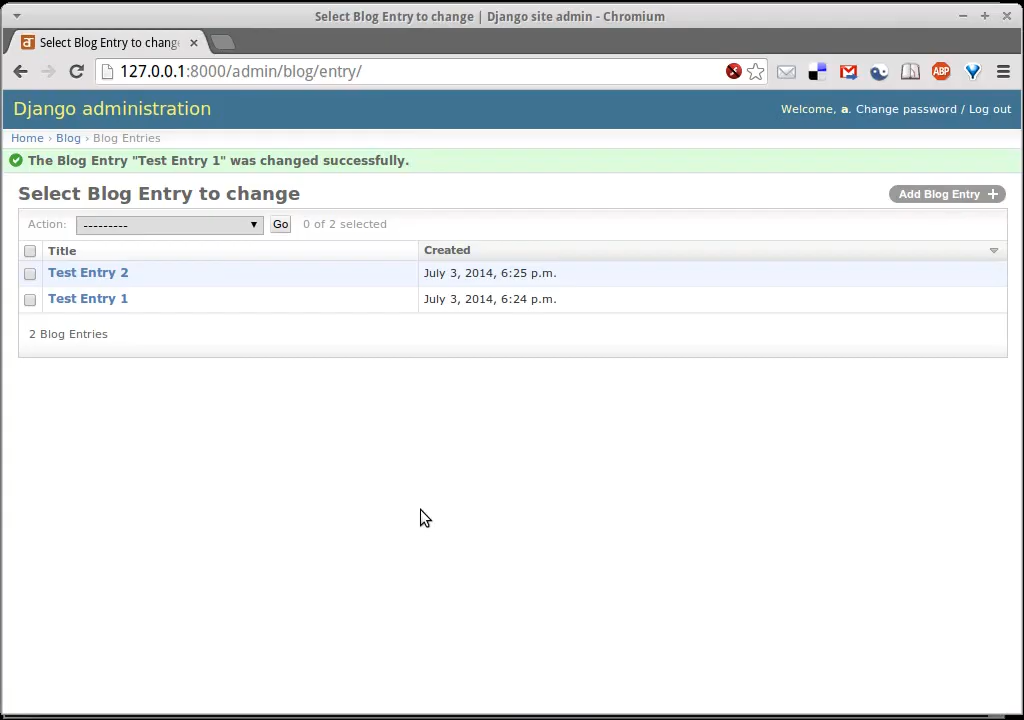 Select Blog Entry to change | Django site admin - Chromium
Select Blog Entry to chang
127.0.0.1:8000/admin/blog/entry/
ABP
Django administration
Welcome, a. Change password / Log out
Home › Blog › Blog Entries
The Blog Entry "Test Entry 1" was changed successfully.
Select Blog Entry to change
Add Blog Entry +
Action: --------- Go 0 of 2 selected
Title Created
Test Entry 2 July 3, 2014, 6:25 p.m.
Test Entry 1 July 3, 2014, 6:24 p.m.
2 Blog Entries